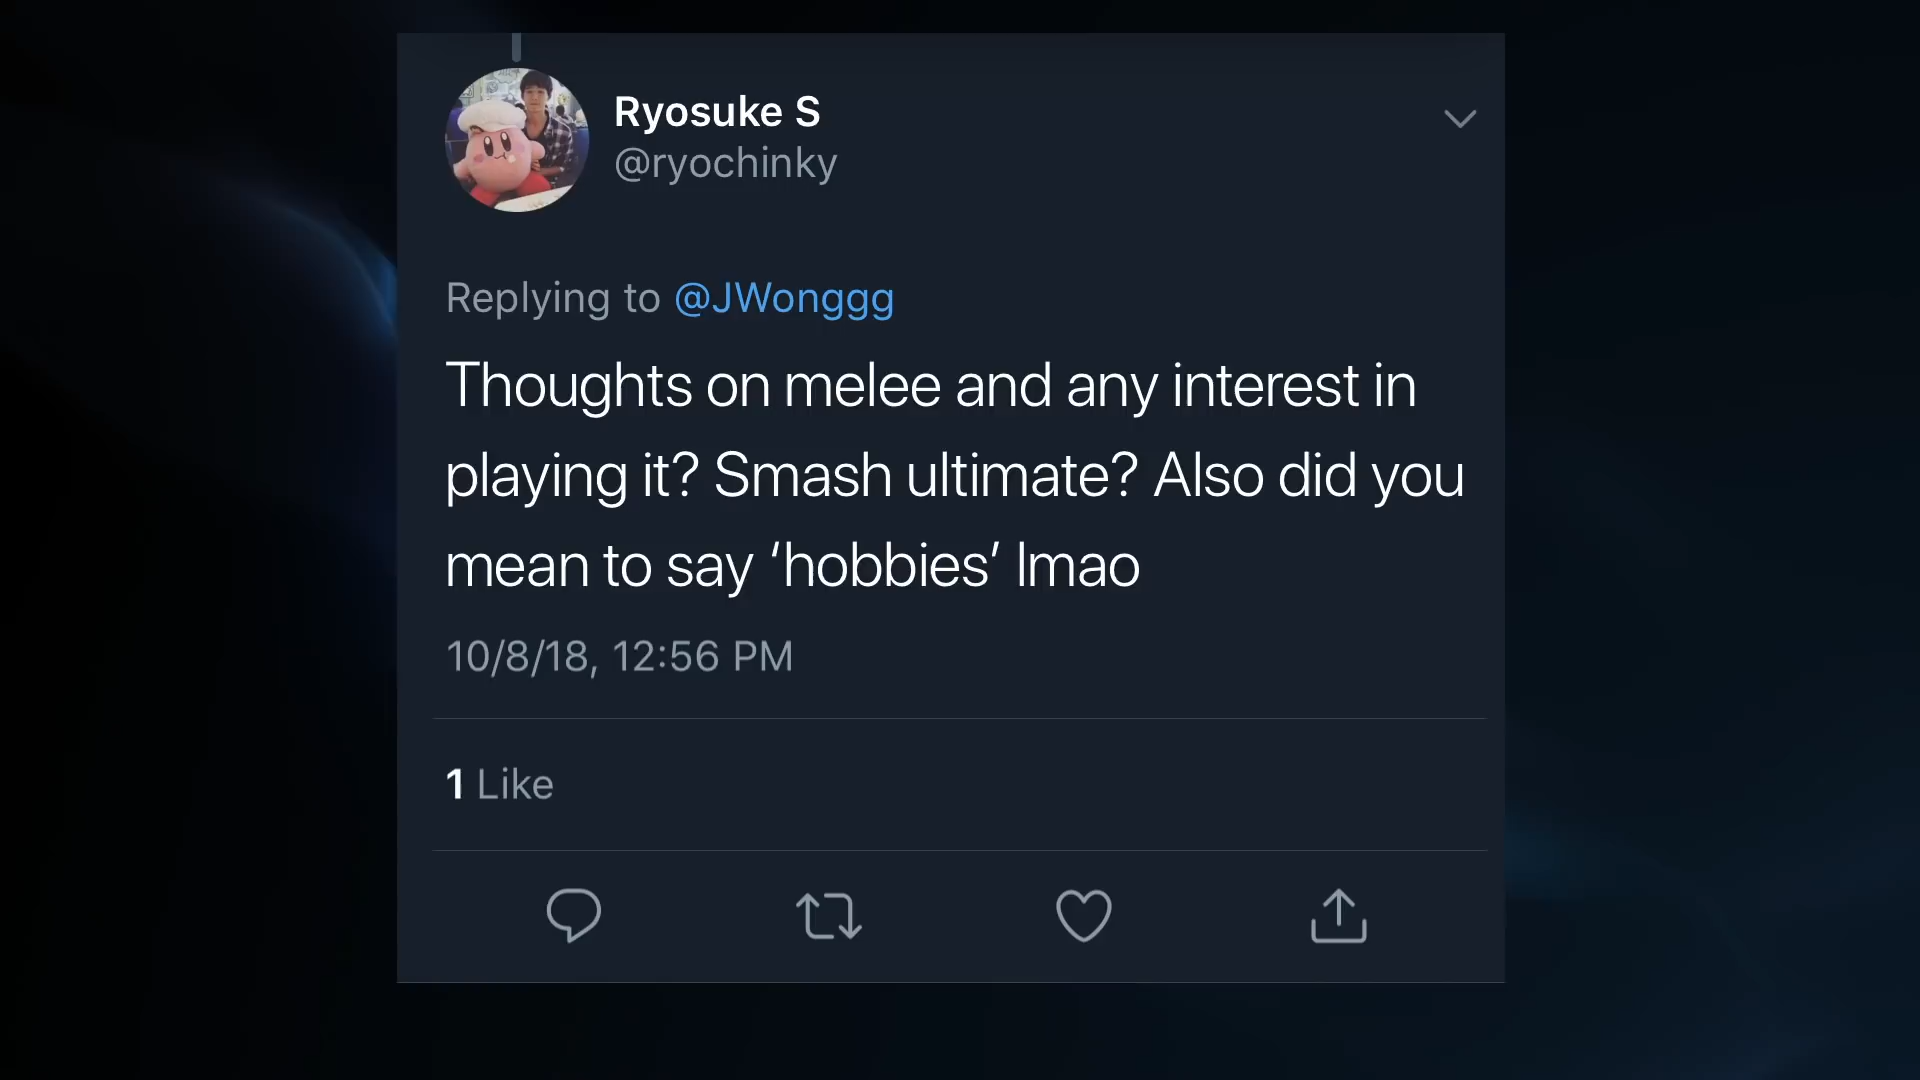 Ryosuke S
@ryochinky
Replying to @JWonggg
Thoughts on melee and any interest in
playing it? Smash ultimate? Also did you
mean to say ‘hobbies’ lmao
10/8/18, 12:56 PM
1 Like